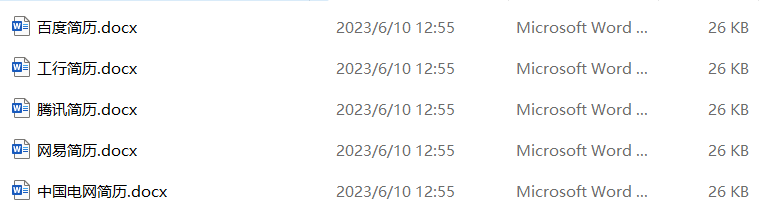 百度简历.docx 2023/6/10 12:55 Microsoft Word ... 26 KB
工行简历.docx 2023/6/10 12:55 Microsoft Word ... 26 KB
腾讯简历.docx 2023/6/10 12:55 Microsoft Word ... 26 KB
网易简历.docx 2023/6/10 12:55 Microsoft Word ... 26 KB
中国电网简历.docx 2023/6/10 12:55 Microsoft Word ... 26 KB